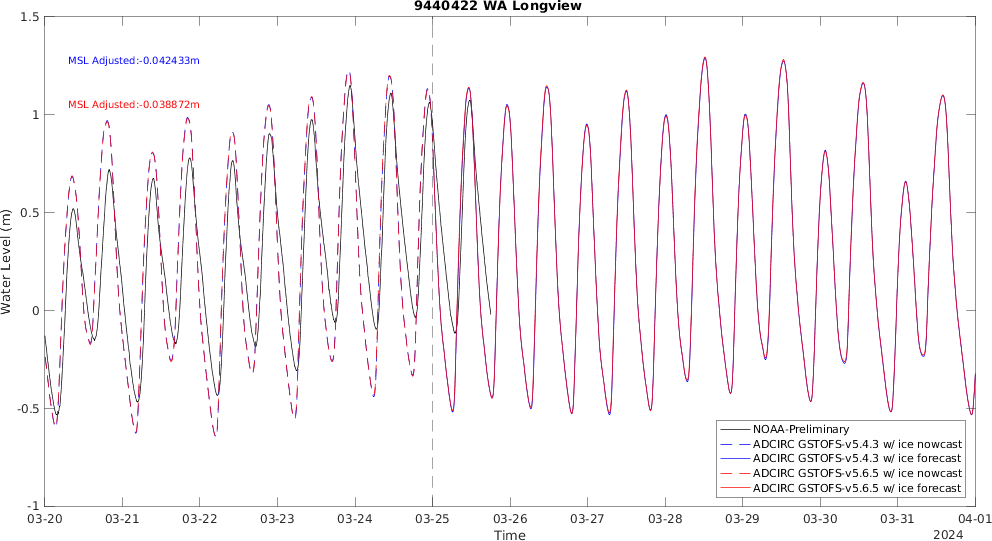 9440422 WA Longview
MSL Adjusted:-0.042433m
MSL Adjusted:-0.038872m
Water Level (m)
1.5
1
0.5
0
-0.5
-1
NOAA-Preliminary
ADCIRC GSTOFS-v5.4.3 w/ ice nowcast
ADCIRC GSTOFS-v5.4.3 w/ ice forecast
ADCIRC GSTOFS-v5.6.5 w/ ice nowcast
ADCIRC GSTOFS-v5.6.5 w/ ice forecast
03-20 03-21 03-22 03-23 03-24 03-25 03-26 03-27 03-28 03-29 03-30 03-31 04-01
Time
2024